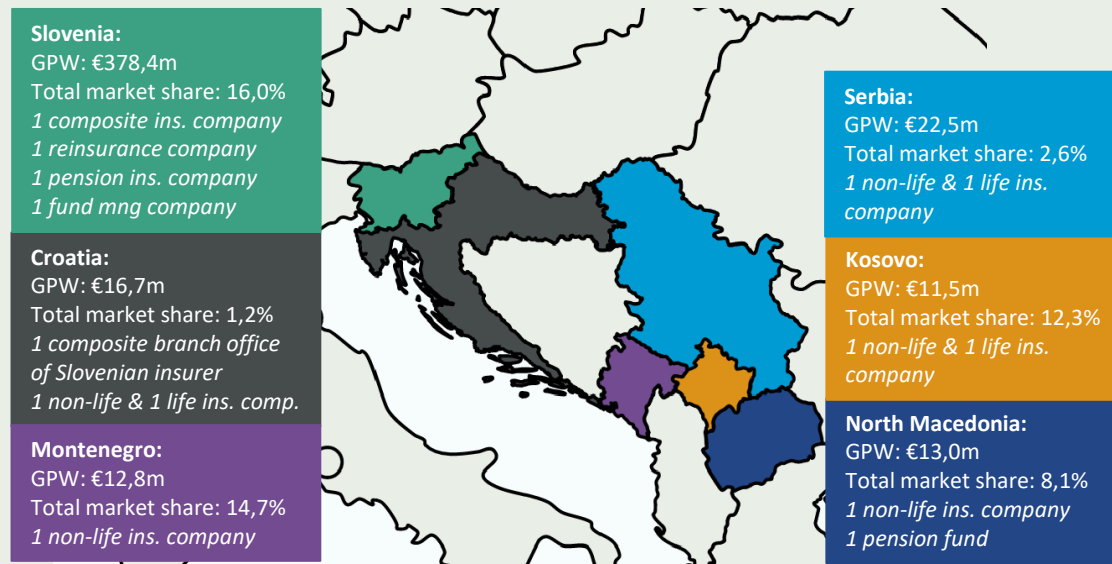 Slovenia:
GPW: €378,4m
Total market share: 16,0%
1 composite ins. company
1 reinsurance company
1 pension ins. company
1 fund mng company
Croatia:
GPW: €16,7m
Total market share: 1,2%
1 composite branch office
of Slovenian insurer
1 non-life & 1 life ins. comp.
Montenegro:
GPW: €12,8m
Total market share: 14,7%
1 non-life ins. company
Serbia:
GPW: €22,5m
Total market share: 2,6%
1 non-life & 1 life ins.
company
Kosovo:
GPW: €11,5m
Total market share: 12,3%
1 non-life & 1 life ins.
company
North Macedonia:
GPW: €13,0m
Total market share: 8,1%
1 non-life ins. company
1 pension fund